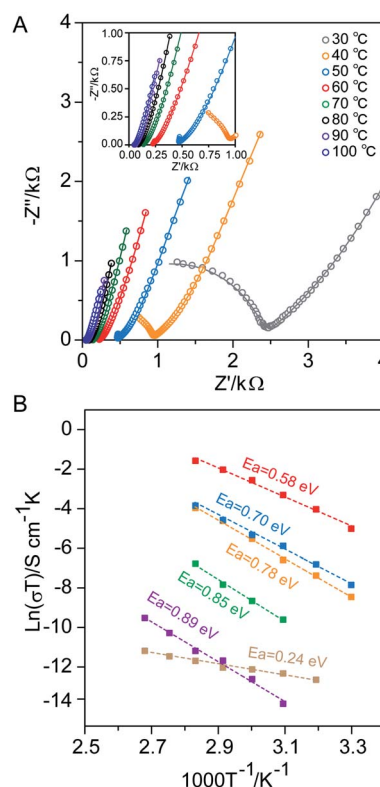 A
4
3
2
1
0
-Z''/kΩ
0 1 2 3 4
Z'/kΩ
1.00
0.75
0.50
0.25
0.00
-Z''/kΩ
0.00 0.25 0.50 0.75 1.00
Z'/kΩ
30 °C
40 °C
50 °C
60 °C
70 °C
80 °C
90 °C
100 °C
B
0
-2
-4
-6
-8
-10
-12
-14
Ln(σT)/S cm⁻¹K
Ea=0.58 eV
Ea=0.70 eV
Ea=0.78 eV
Ea=0.85 eV
Ea=0.89 eV
Ea=0.24 eV
2.5 2.7 2.9 3.1 3.3
1000T⁻¹/K⁻¹